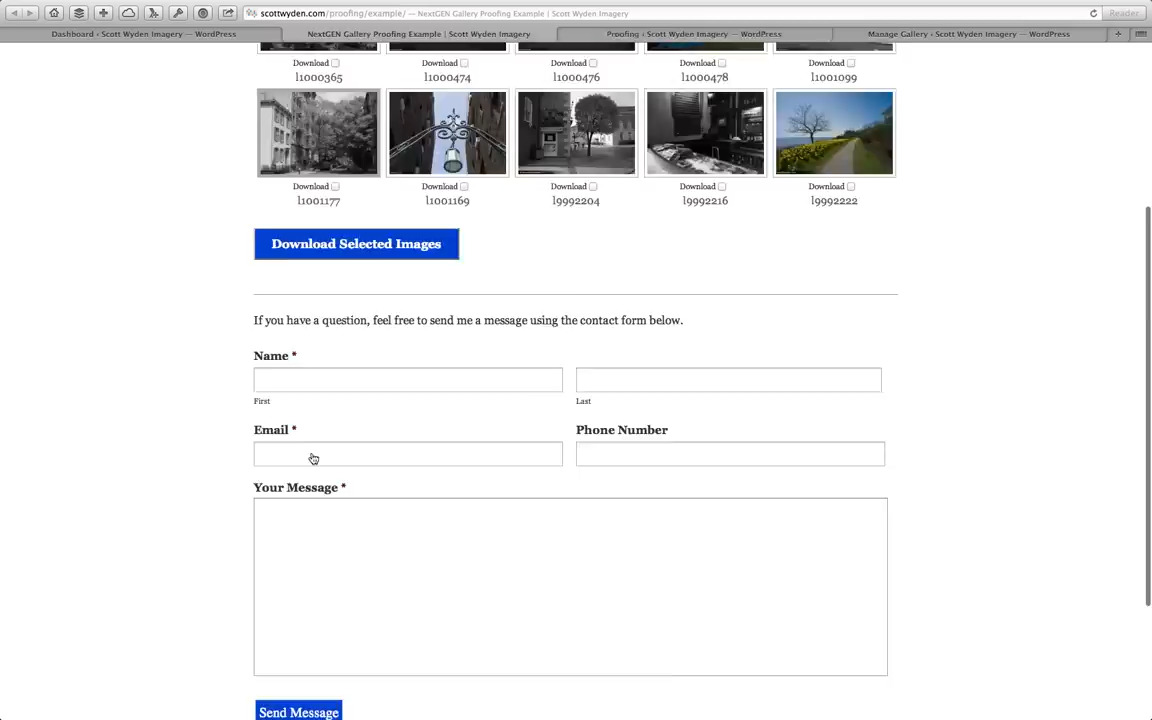 scottwyden.com/proofing/example/ — NextGEN Gallery Proofing Example | Scott Wyden Imagery
Reader
Dashboard ‹ Scott Wyden Imagery — WordPress
NextGEN Gallery Proofing Example | Scott Wyden Imagery
Proofing ‹ Scott Wyden Imagery — WordPress
Manage Gallery ‹ Scott Wyden Imagery — WordPress
Download Download Download Download Download
l1000365 l1000474 l1000476 l1000478 l1001099
Download Download Download Download Download
l1001177 l1001169 l9992204 l9992216 l9992222
Download Selected Images
If you have a question, feel free to send me a message using the contact form below.
Name *
First Last
Email * Phone Number
Your Message *
Send Message